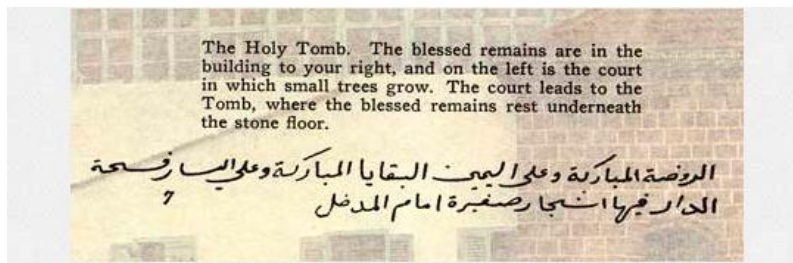 The Holy Tomb. The blessed remains are in the
building to your right, and on the left is the court
in which small trees grow. The court leads to the
Tomb, where the blessed remains rest underneath
the stone floor.
الروضة المباركة وعلى اليمين البقايا المباركة وعلى اليسار فسحة
الدار فيها اشجار صغيرة امام المدخل
7